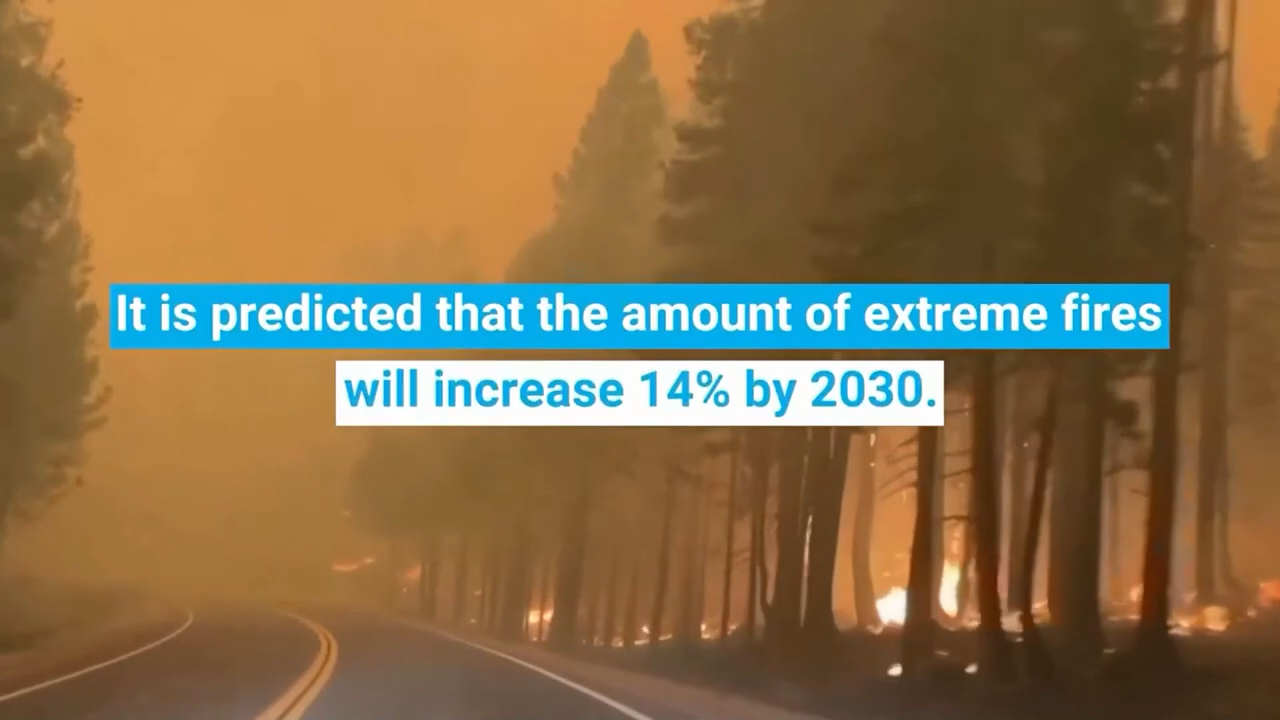 It is predicted that the amount of extreme fires
will increase 14% by 2030.